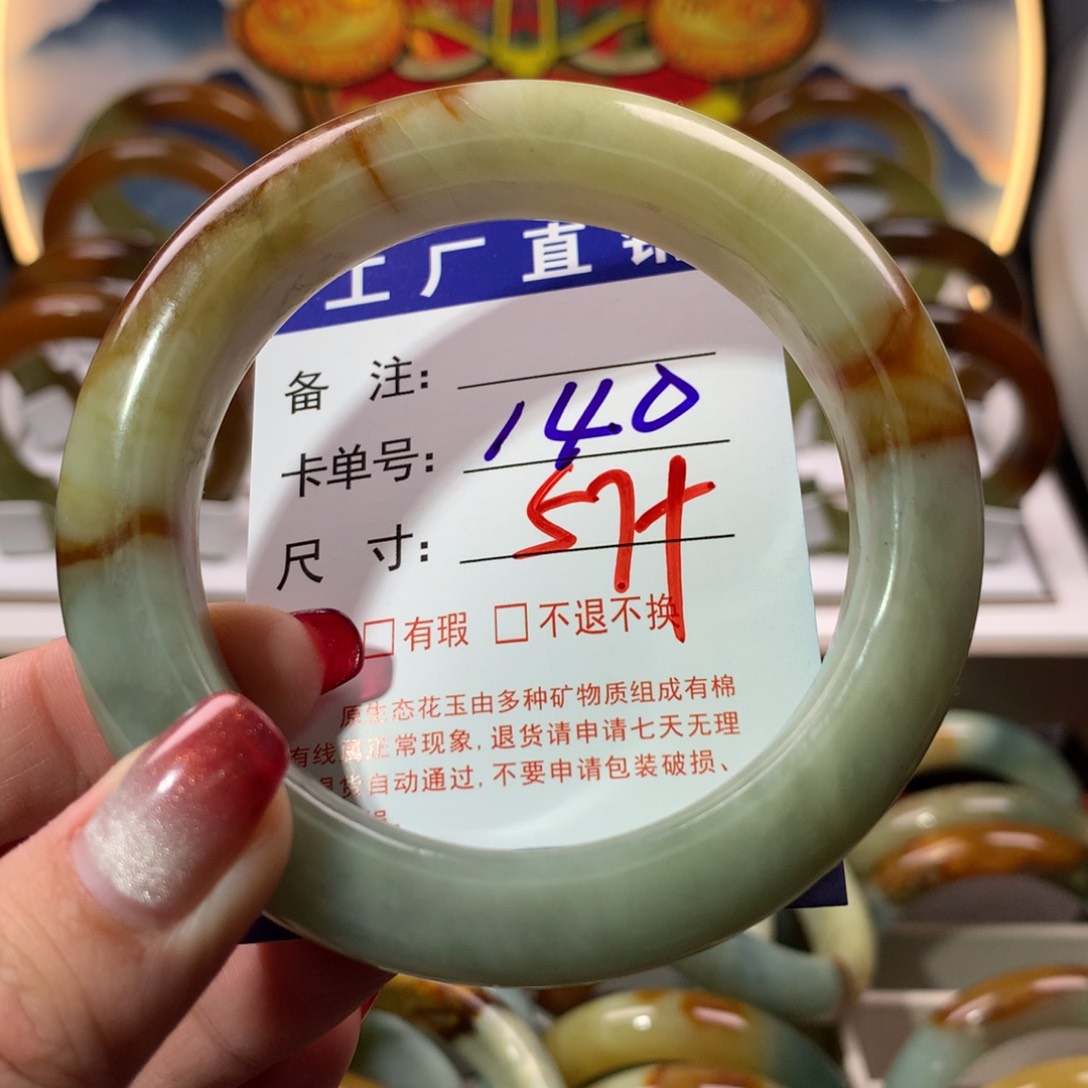 工厂直销
备 注:
卡单号: 140
尺 寸: 57H
□有瑕 □不退不换
原生态花玉由多种矿物质组成有棉
有线属正常现象,退货请申请七天无理
退货自动通过,不要申请包装破损、